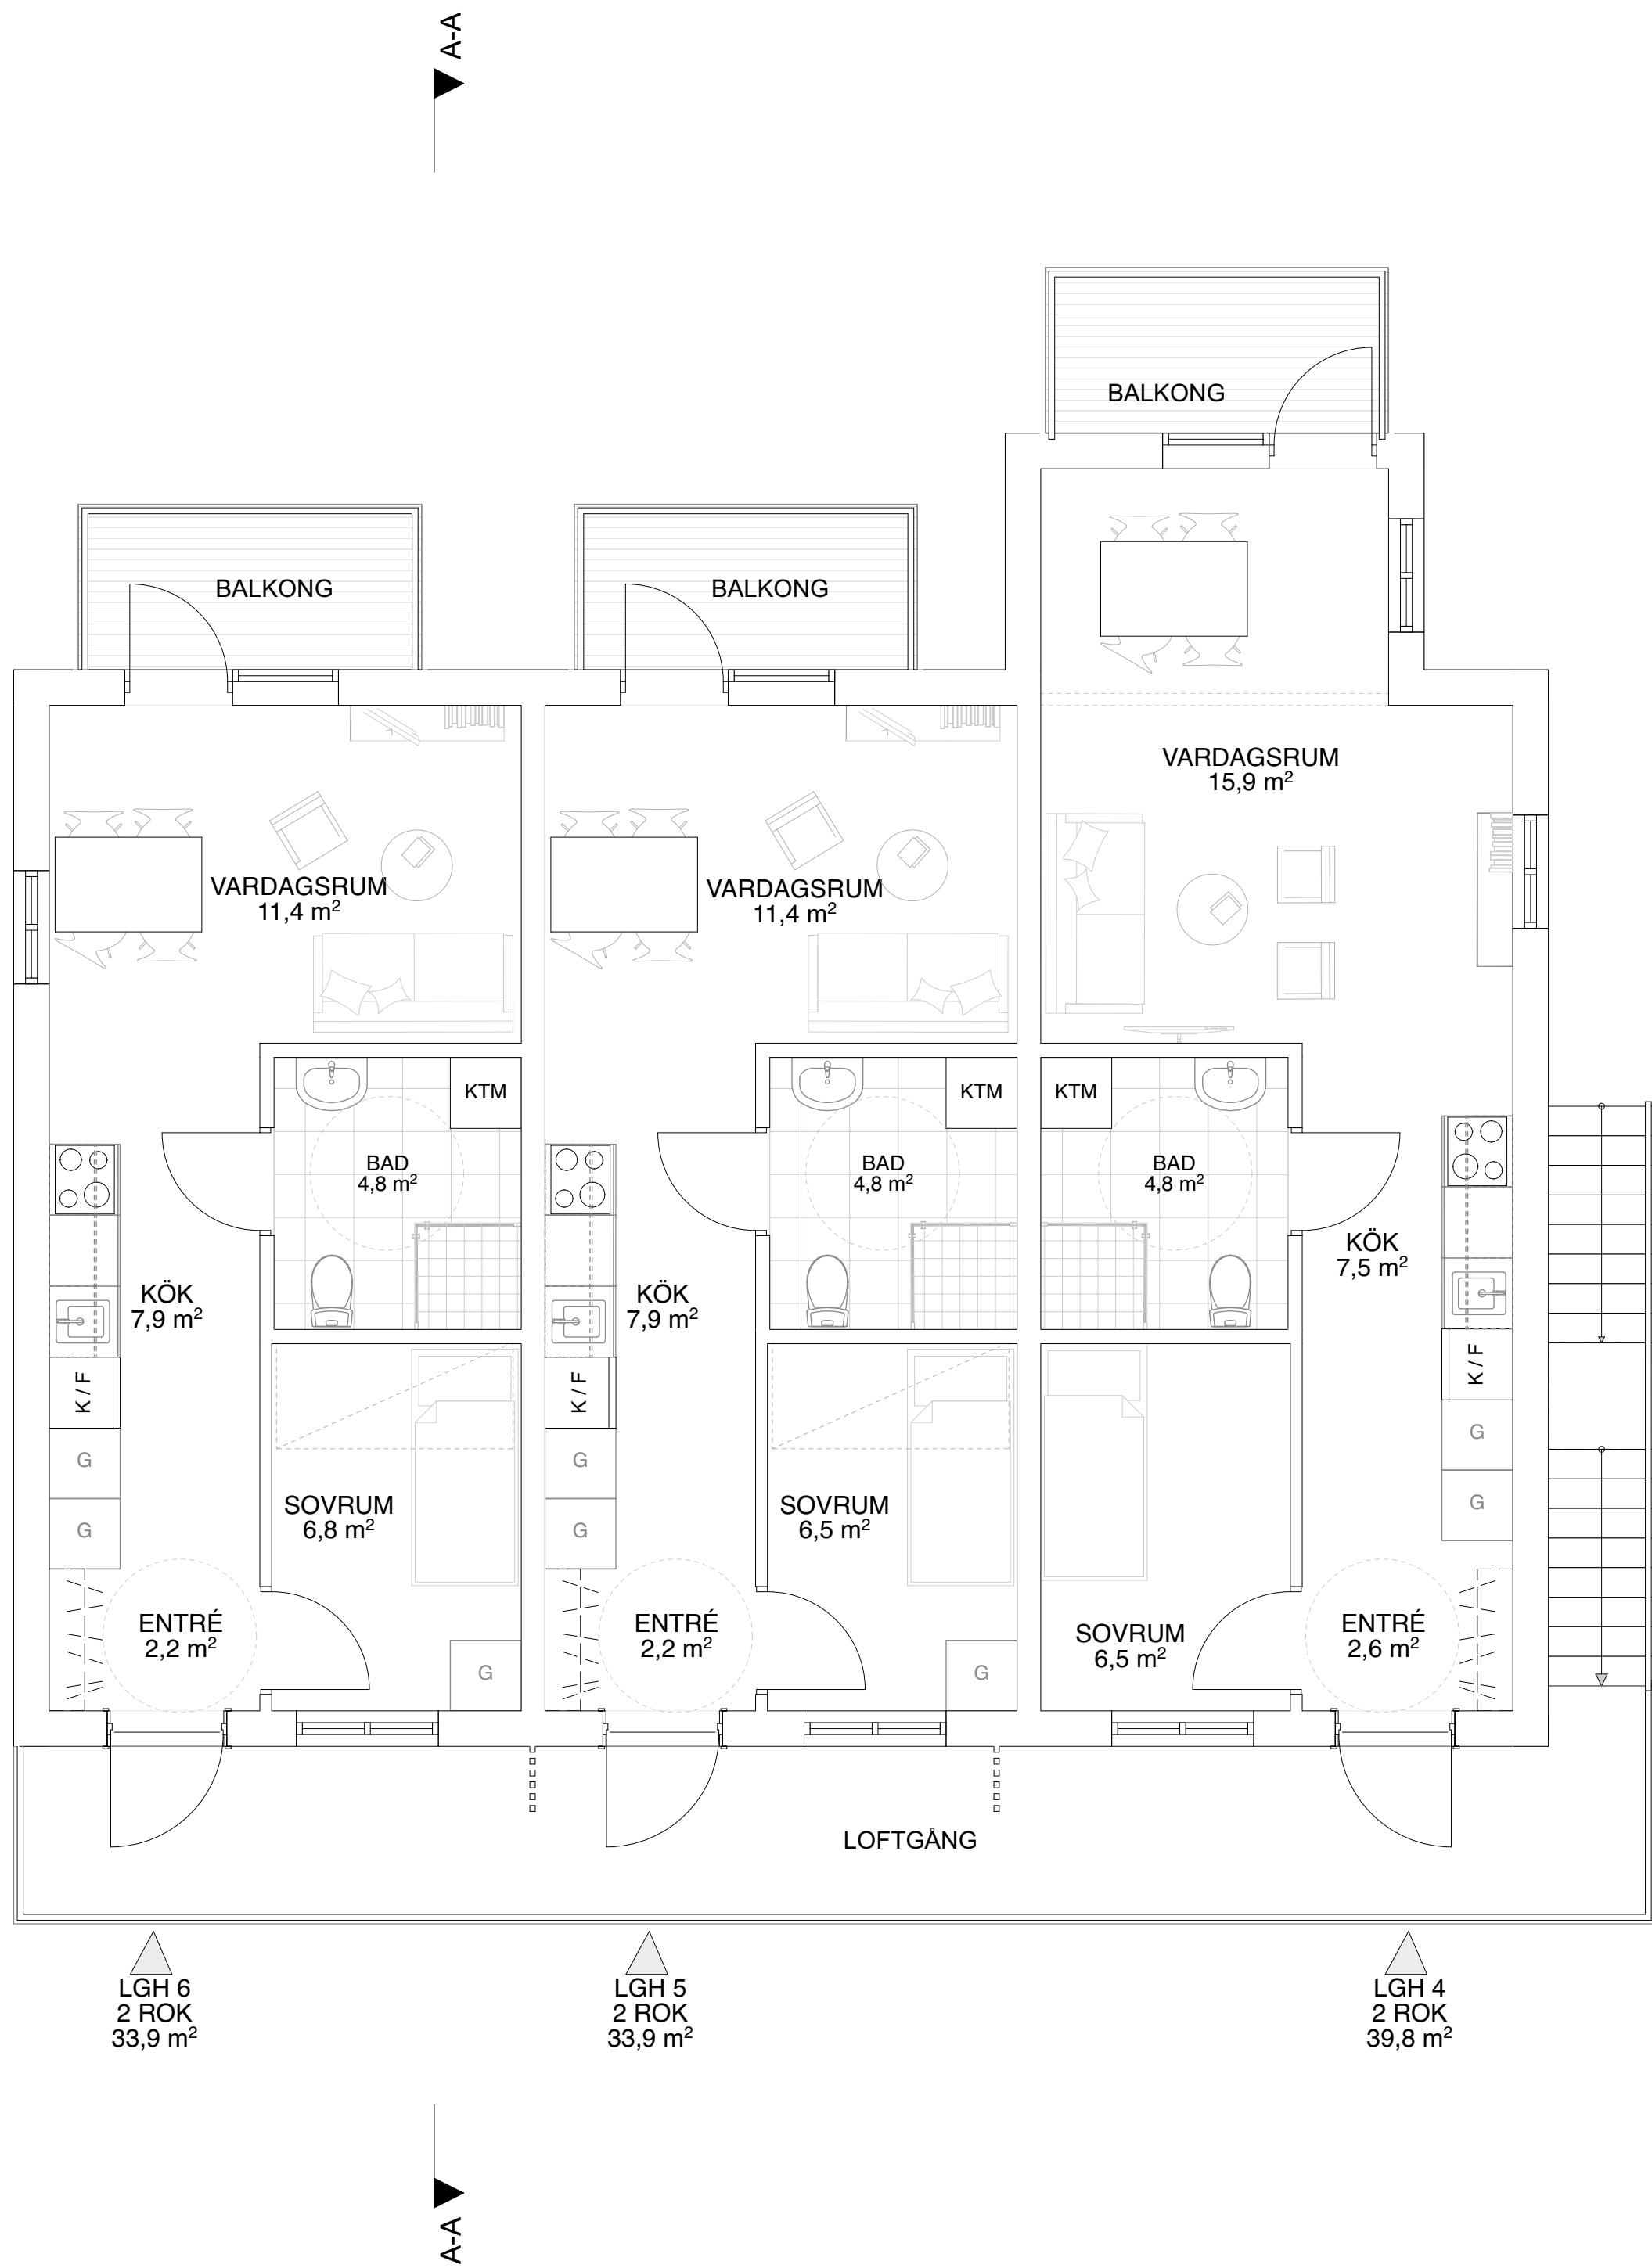 A-A
BALKONG
BALKONG
BALKONG
VARDAGSRUM
15,9 m²
VARDAGSRUM
11,4 m²
VARDAGSRUM
11,4 m²
KTM
KTM
KTM
BAD
4,8 m²
BAD
4,8 m²
BAD
4,8 m²
KÖK
7,5 m²
KÖK
7,9 m²
KÖK
7,9 m²
K / F
K / F
K / F
G
G
G
G
G
G
SOVRUM
6,8 m²
SOVRUM
6,5 m²
SOVRUM
6,5 m²
ENTRÉ
2,2 m²
ENTRÉ
2,2 m²
ENTRÉ
2,6 m²
G
G
LOFTGÅNG
LGH 6
2 ROK
33,9 m²
LGH 5
2 ROK
33,9 m²
LGH 4
2 ROK
39,8 m²
A-A